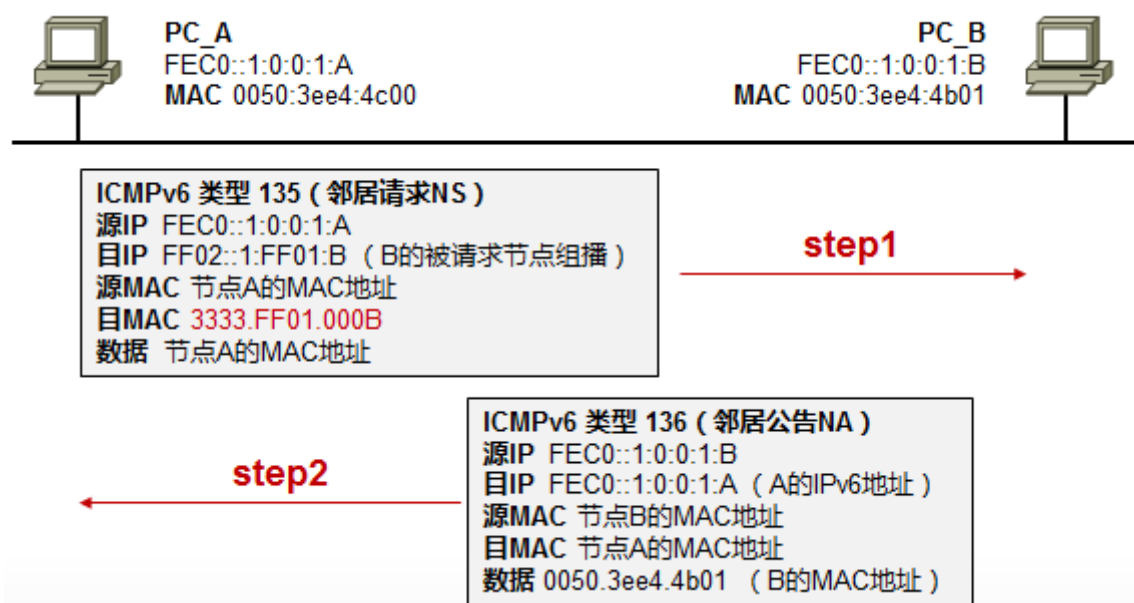 PC_A
FEC0::1:0:0:1:A
MAC 0050:3ee4:4c00
PC_B
FEC0::1:0:0:1:B
MAC 0050:3ee4:4b01
ICMPv6 类型 135（邻居请求NS）
源IP FEC0::1:0:0:1:A
目IP FF02::1:FF01:B （B的被请求节点组播）
源MAC 节点A的MAC地址
目MAC 3333.FF01.000B
数据 节点A的MAC地址
step1
ICMPv6 类型 136（邻居公告NA）
源IP FEC0::1:0:0:1:B
目IP FEC0::1:0:0:1:A （A的IPv6地址）
源MAC 节点B的MAC地址
目MAC 节点A的MAC地址
数据 0050.3ee4.4b01 （B的MAC地址）
step2